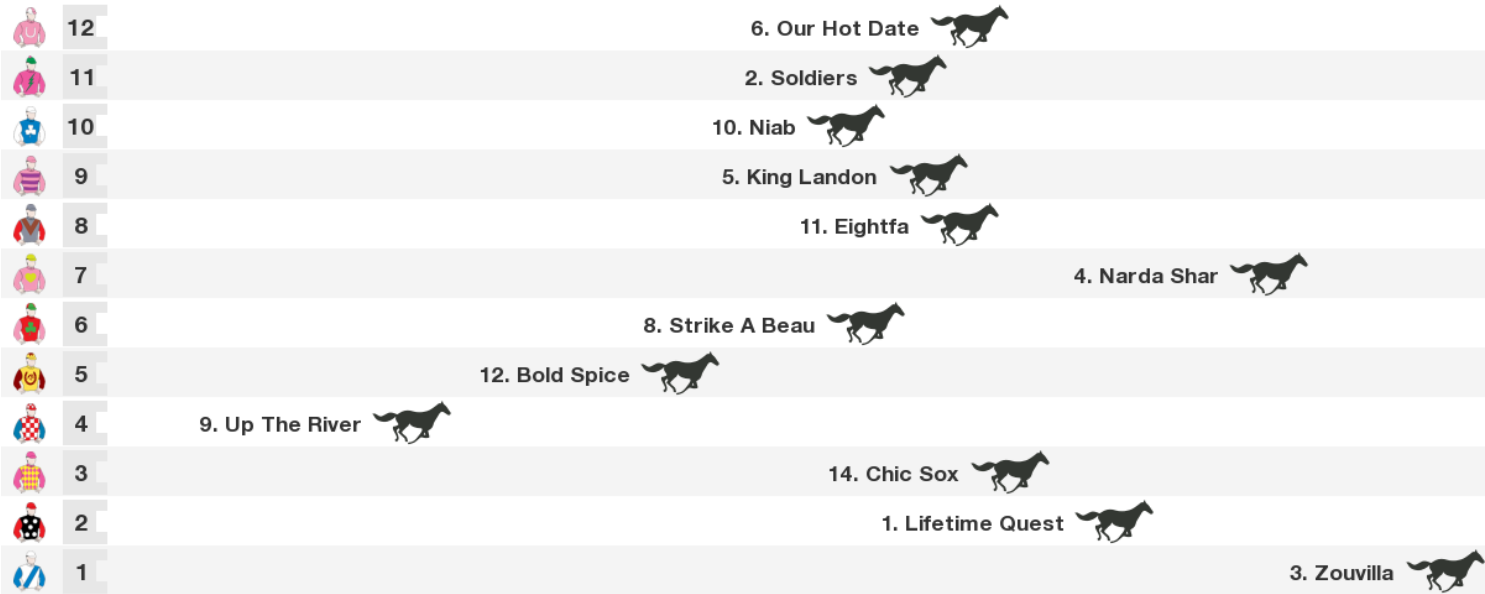 12 6. Our Hot Date
11 2. Soldiers
10 10. Niab
9 5. King Landon
8 11. Eightfa
7 4. Narda Shar
6 8. Strike A Beau
5 12. Bold Spice
4 9. Up The River
3 14. Chic Sox
2 1. Lifetime Quest
1 3. Zouvilla